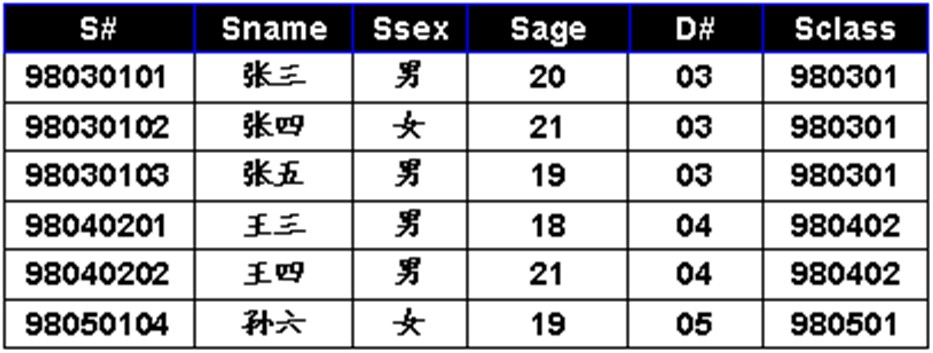 S# Sname Ssex Sage D# Sclass
98030101 张三 男 20 03 980301
98030102 张四 女 21 03 980301
98030103 张五 男 19 03 980301
98040201 王三 男 18 04 980402
98040202 王四 男 21 04 980402
98050104 孙六 女 19 05 980501